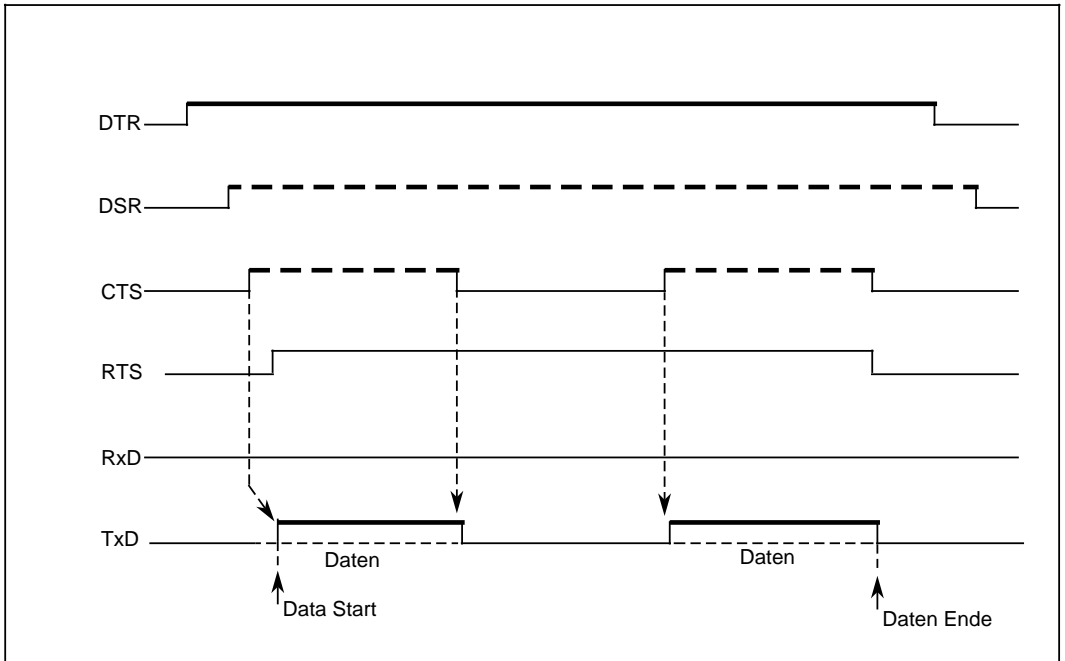 DTR
DSR
CTS
RTS
RxD
TxD
Daten
Daten
Data Start
Daten Ende